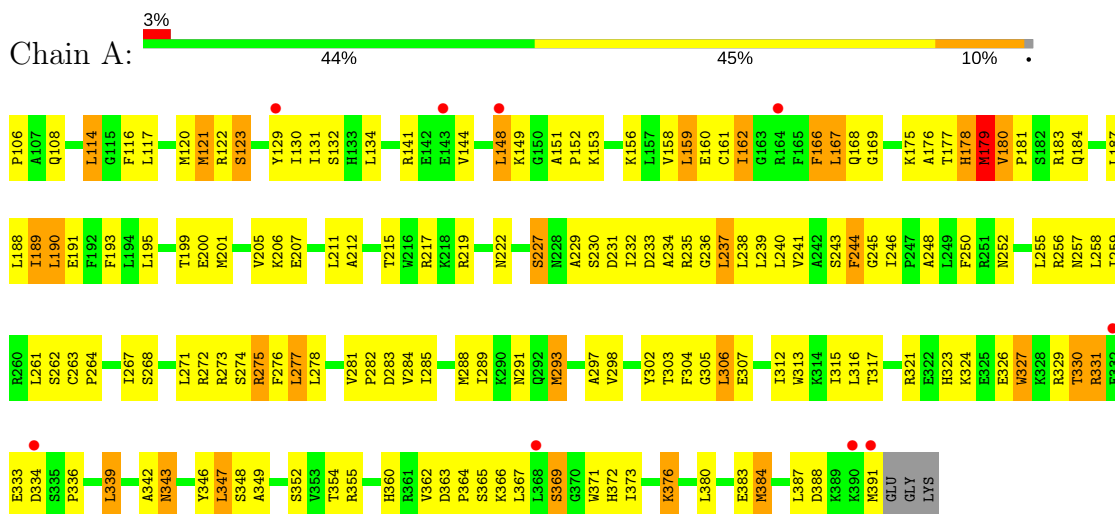 3%
Chain A:
44% 45% 10% •
P106 A107 Q108 L114 G115 F116 L117 M120 M121 R122 S123 Y129 I130 I131 S132 H133 L134 R141 E142 E143 V144 L148 K149 G150 A151 P152 K153 K156 L157 V158 L159 E160 C161 I162 G163 R164 F165 F166 L167 Q168 G169 K175 A176 T177 H178 M179 V180 P181 S182 R183 Q184 L187
L188 I189 L190 E191 F192 F193 L194 L195 T199 E200 M201 V205 K206 E207 L211 A212 T215 W216 R217 K218 R219 N222 S227 N228 A229 S230 D231 I232 D233 A234 R235 G236 L237 L238 L239 L240 V241 A242 S243 F244 G245 I246 P247 A248 L249 F250 R251 N252 L255 R256 N257 L258 I259
R260 L261 S262 C263 P264 I267 S268 L271 R272 R273 S274 R275 F276 L277 L278 V281 P282 D283 V284 I285 M288 I289 K290 N291 Q292 M293 A297 V298 Y302 T303 F304 G305 L306 E307 I312 W313 K314 I315 L316 T317 R321 E322 H323 K324 E325 E326 W327 K328 R329 T330 R331 E332
E333 D334 S335 P336 L339 A342 N343 Y346 L347 S348 A349 S352 V353 T354 R355 H360 R361 V362 D363 P364 S365 K366 L367 L368 S369 G370 W371 H372 I373 K376 L380 E383 M384 L387 D388 K389 K390 M391 GLU GLY LYS